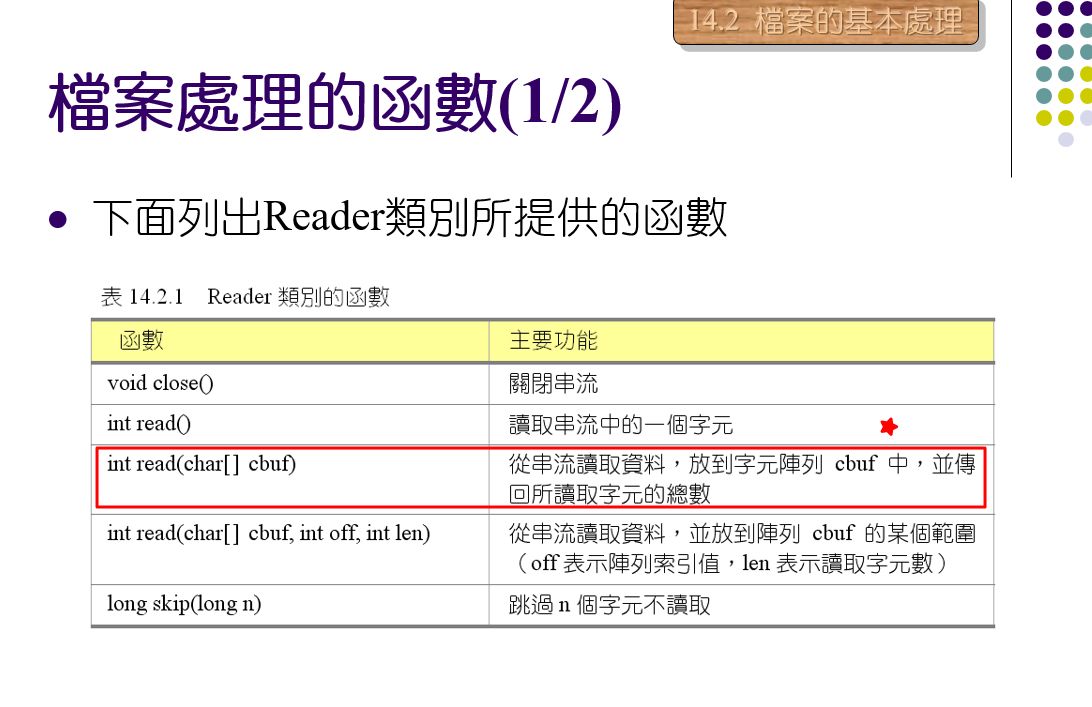 14.2 檔案的基本處理
檔案處理的函數(1/2)
下面列出Reader類別所提供的函數
表 14.2.1 Reader 類別的函數
函數 主要功能
void close() 關閉串流
int read() 讀取串流中的一個字元
int read(char[] cbuf) 從串流讀取資料，放到字元陣列 cbuf 中，並傳
回所讀取字元的總數
int read(char[] cbuf, int off, int len) 從串流讀取資料，並放到陣列 cbuf 的某個範圍
（off 表示陣列索引值，len 表示讀取字元數）
long skip(long n) 跳過 n 個字元不讀取